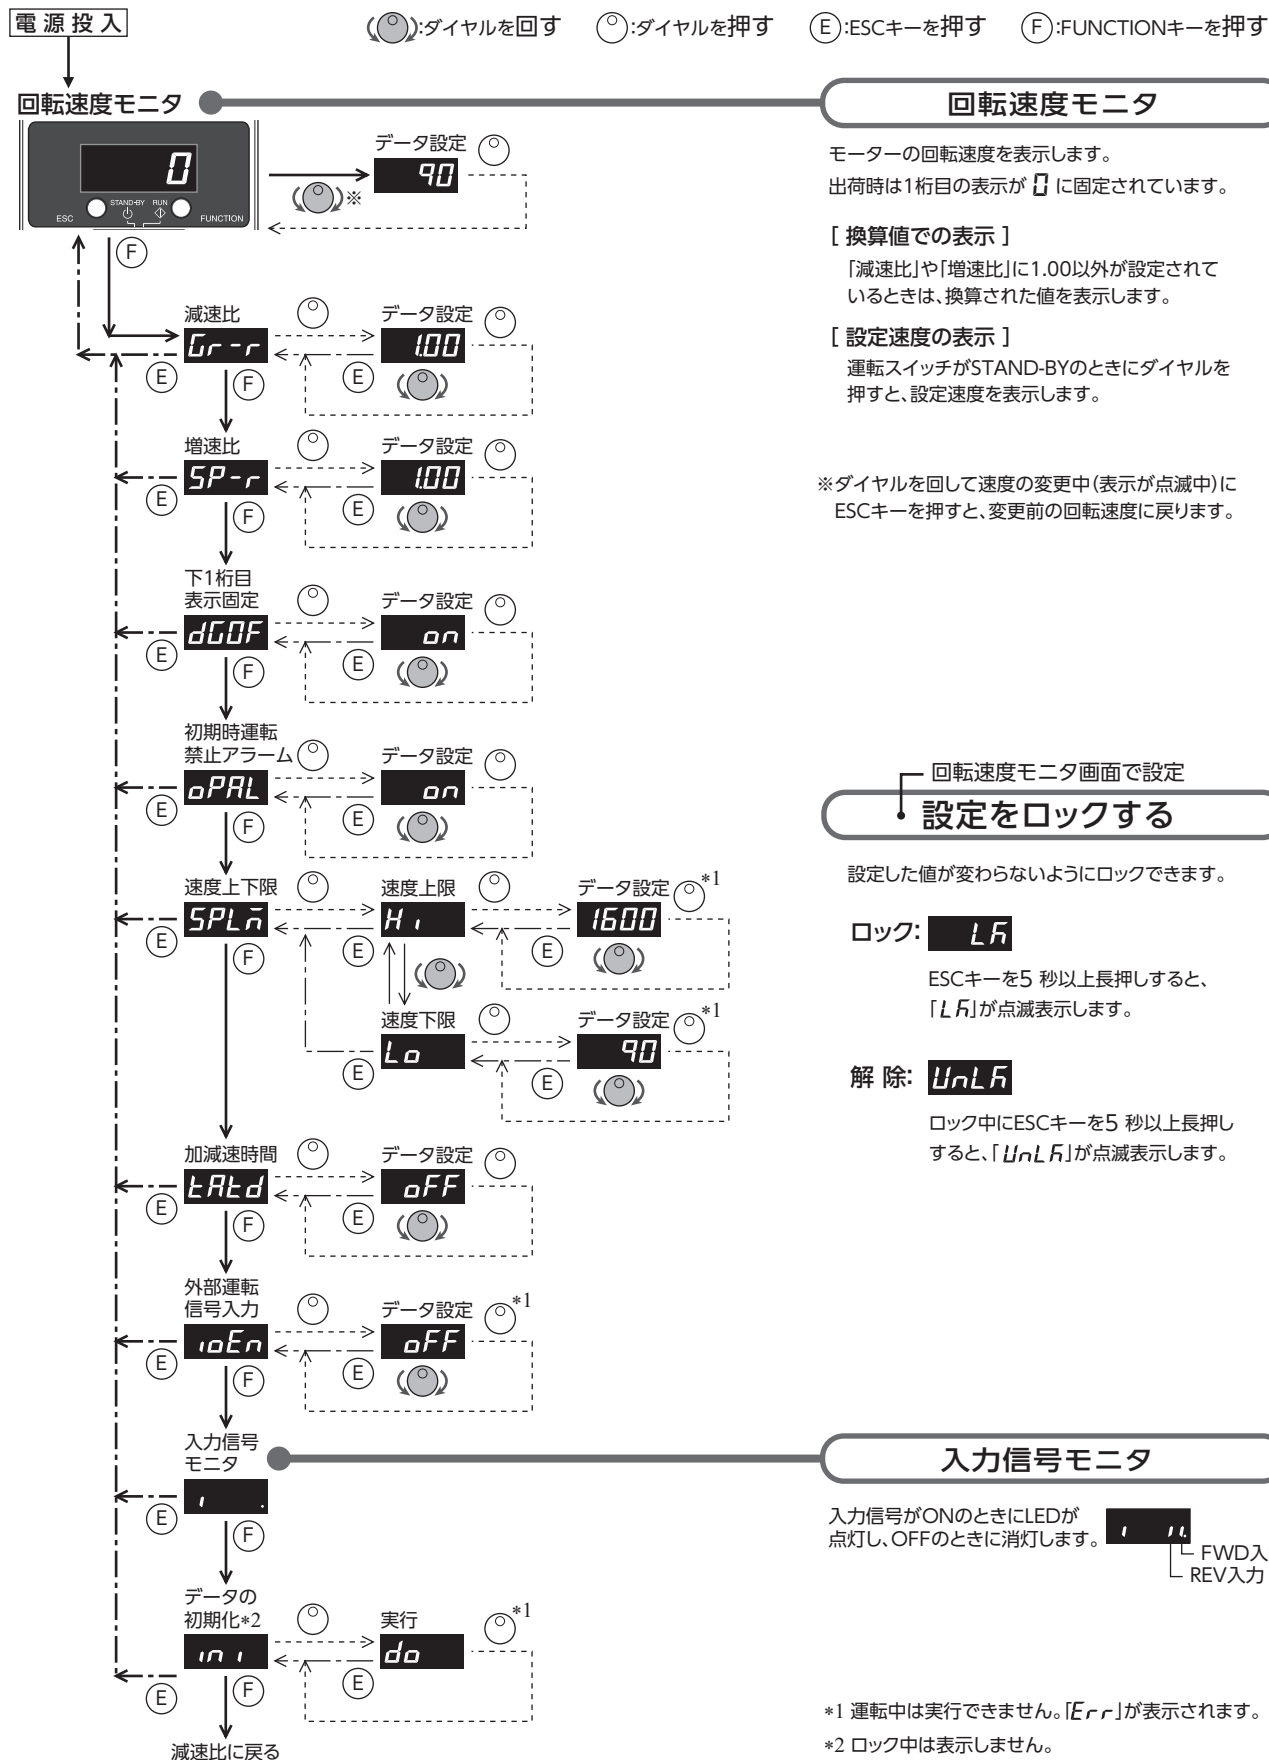 電源投入
:ダイヤルを回す
:ダイヤルを押す
E:ESCキーを押す
F:FUNCTIONキーを押す
回転速度モニタ
0
ESC
STAND-BY
RUN
FUNCTION
データ設定
90
※
F
減速比
Gr-r
データ設定
1.00
E
F
E
増速比
SP-r
データ設定
1.00
E
F
E
下1桁目
表示固定
dGOF
データ設定
on
E
F
E
初期時運転
禁止アラーム
oPAL
データ設定
on
E
F
E
速度上下限
SPLm
速度上限
Hi
データ設定
*1
1600
E
F
E
E
速度下限
Lo
データ設定
*1
90
E
E
加減速時間
tAtd
データ設定
oFF
E
F
E
外部運転
信号入力
ioEn
データ設定
*1
oFF
E
F
E
入力信号
モニタ
i .
E
F
データの
初期化*2
ini
実行
*1
do
E
F
E
減速比に戻る
回転速度モニタ
モーターの回転速度を表示します。
出荷時は1桁目の表示が 0 に固定されています。
[ 換算値での表示 ]
「減速比」や「増速比」に1.00以外が設定されて
いるときは、換算された値を表示します。
[ 設定速度の表示 ]
運転スイッチがSTAND-BYのときにダイヤルを
押すと、設定速度を表示します。
※ダイヤルを回して速度の変更中(表示が点滅中)に
ESCキーを押すと、変更前の回転速度に戻ります。
回転速度モニタ画面で設定
設定をロックする
設定した値が変わらないようにロックできます。
ロック: LK
ESCキーを5 秒以上長押しすると、
「LK」が点滅表示します。
解 除: UnLK
ロック中にESCキーを5 秒以上長押し
すると、「UnLK」が点滅表示します。
入力信号モニタ
入力信号がONのときにLEDが
点灯し、OFFのときに消灯します。
i ıı.
FWD入
REV入力
*1 運転中は実行できません。「Err」が表示されます。
*2 ロック中は表示しません。